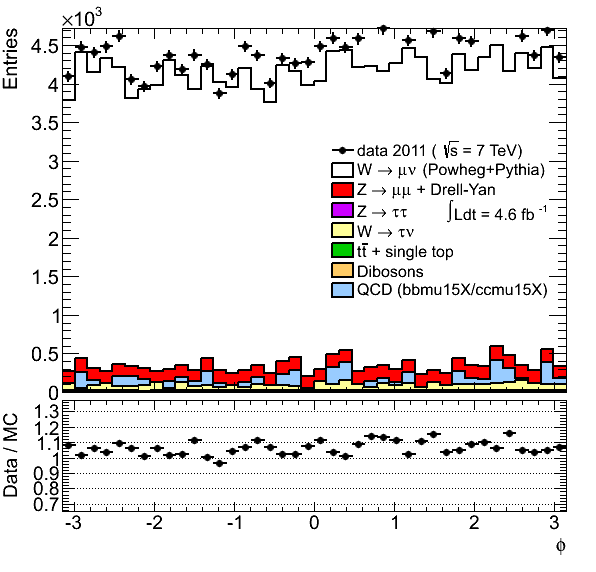 ×10³
Entries
4.5
4
3.5
3
2.5
2
1.5
1
0.5
0
data 2011 ( √s = 7 TeV)
W → μν (Powheg+Pythia)
Z → μμ + Drell-Yan
Z → ττ ∫Ldt = 4.6 fb⁻¹
W → τν
tt̄ + single top
Dibosons
QCD (bbmu15X/ccmu15X)
Data / MC
1.3
1.2
1.1
1
0.9
0.8
0.7
-3 -2 -1 0 1 2 3
ϕ